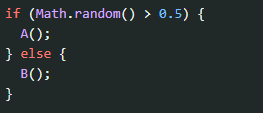 if (Math.random() > 0.5) {
  A();
} else {
  B();
}